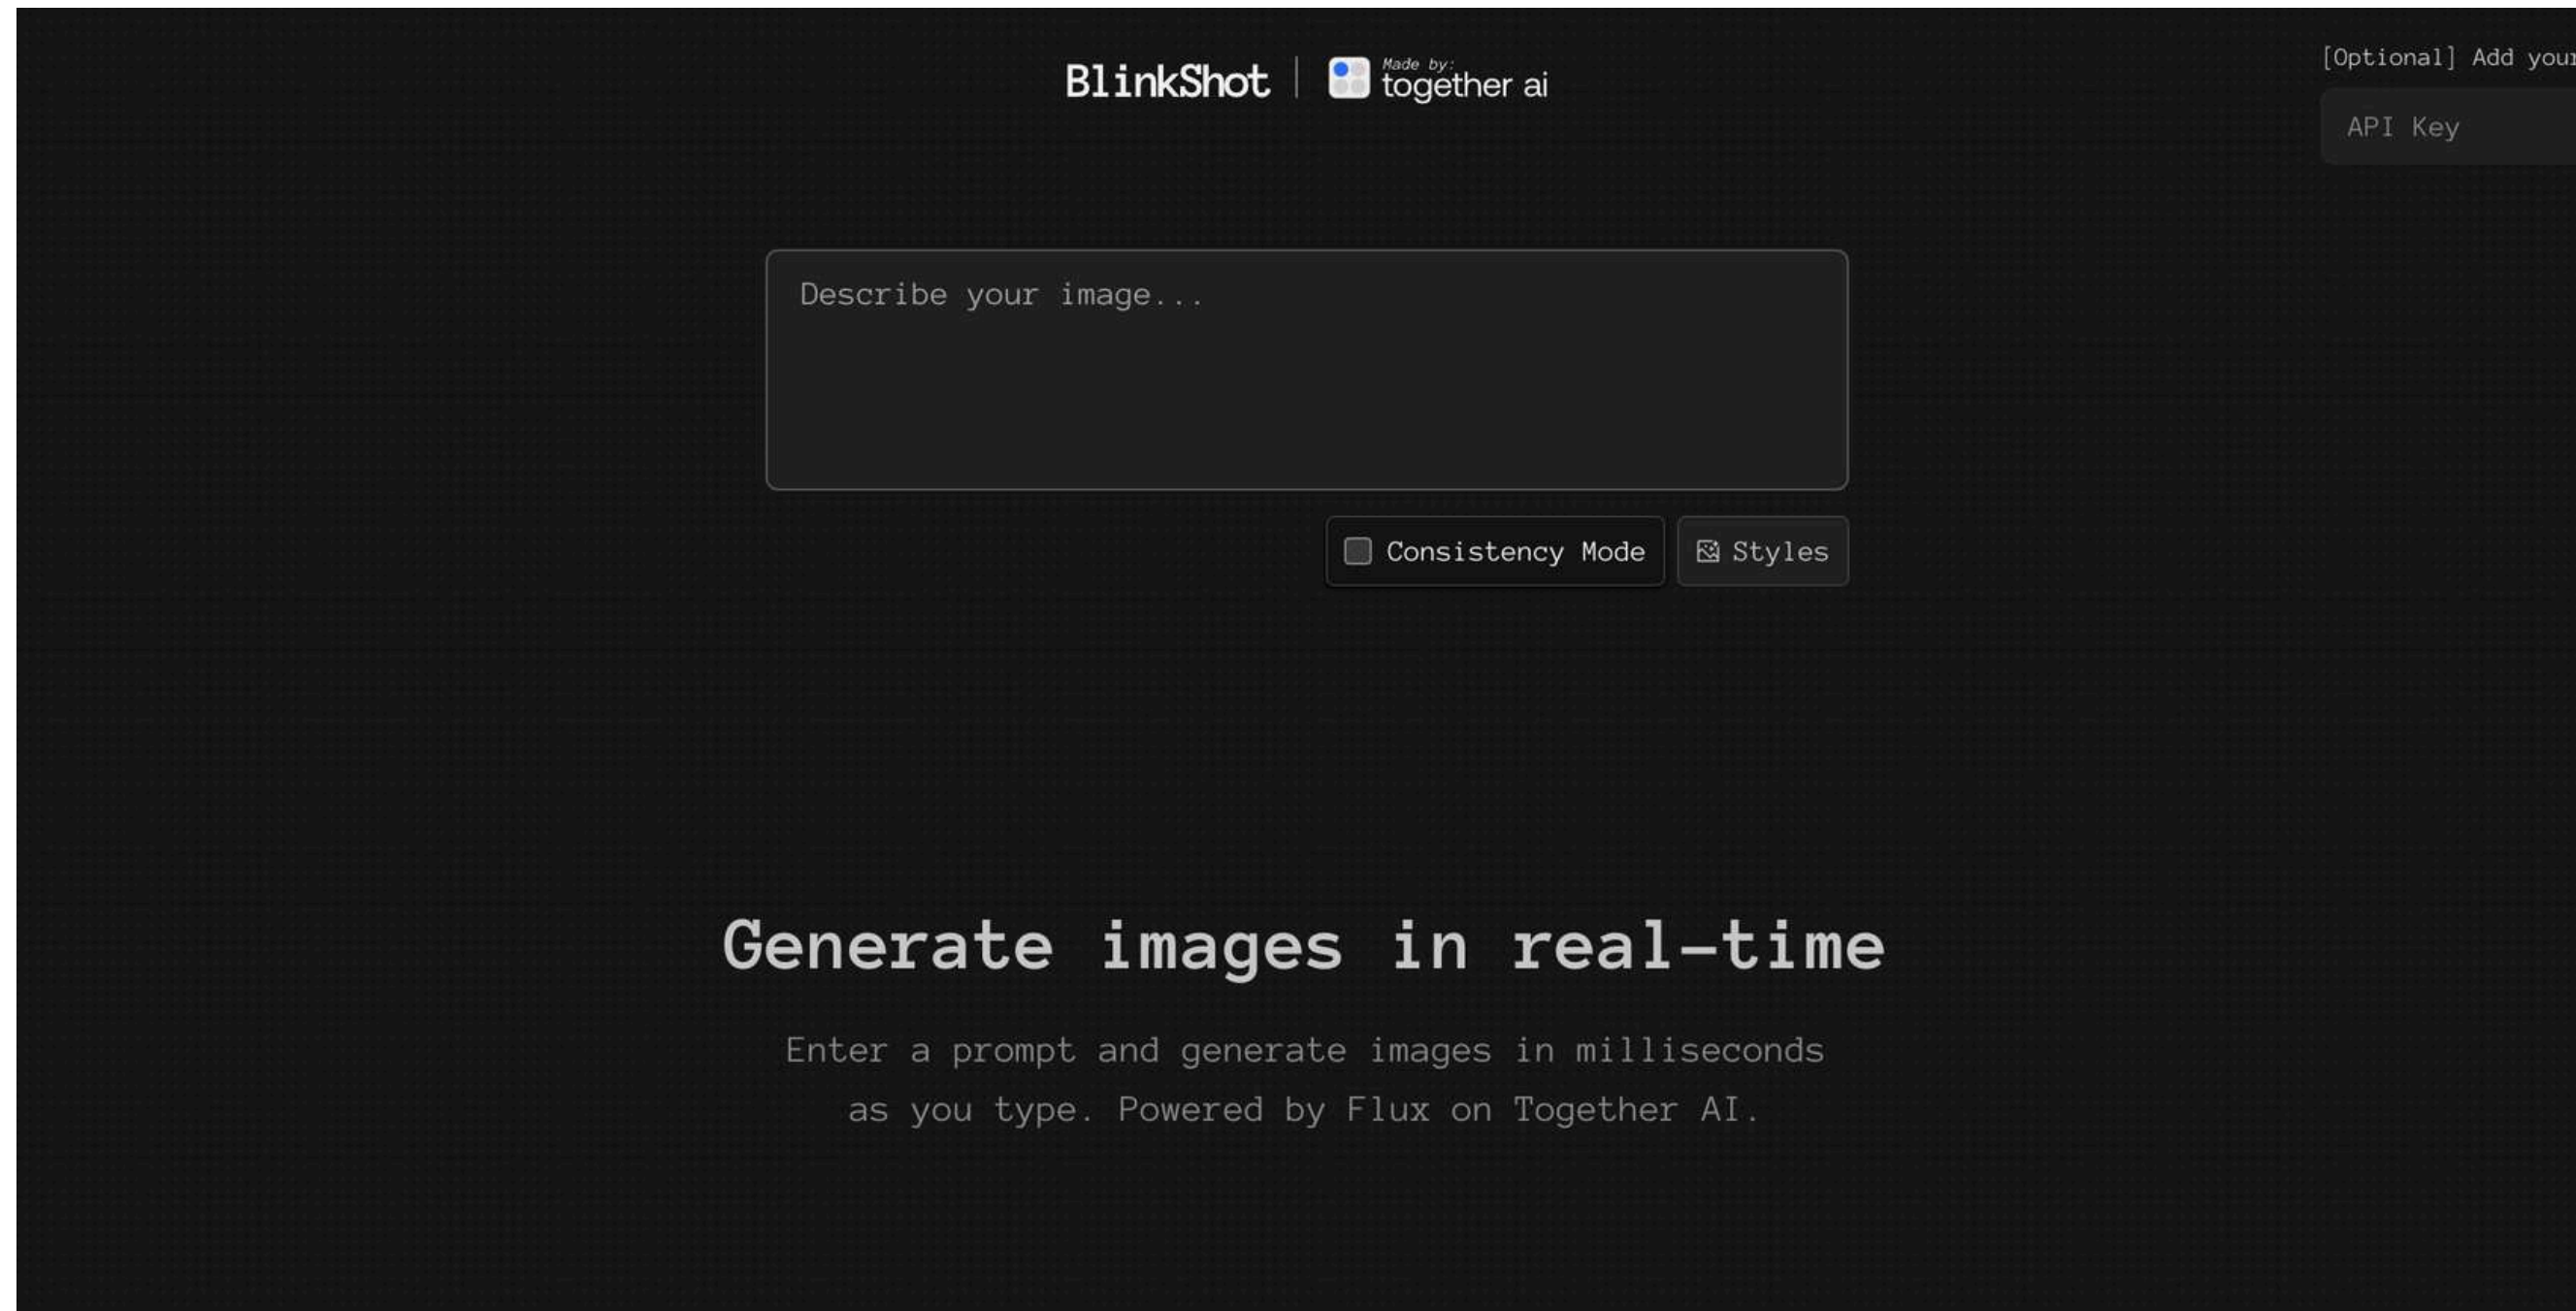 BlinkShot
Made by:
together ai
[Optional] Add your
API Key
Describe your image...
Consistency Mode
Styles
Generate images in real-time
Enter a prompt and generate images in milliseconds
as you type. Powered by Flux on Together AI.